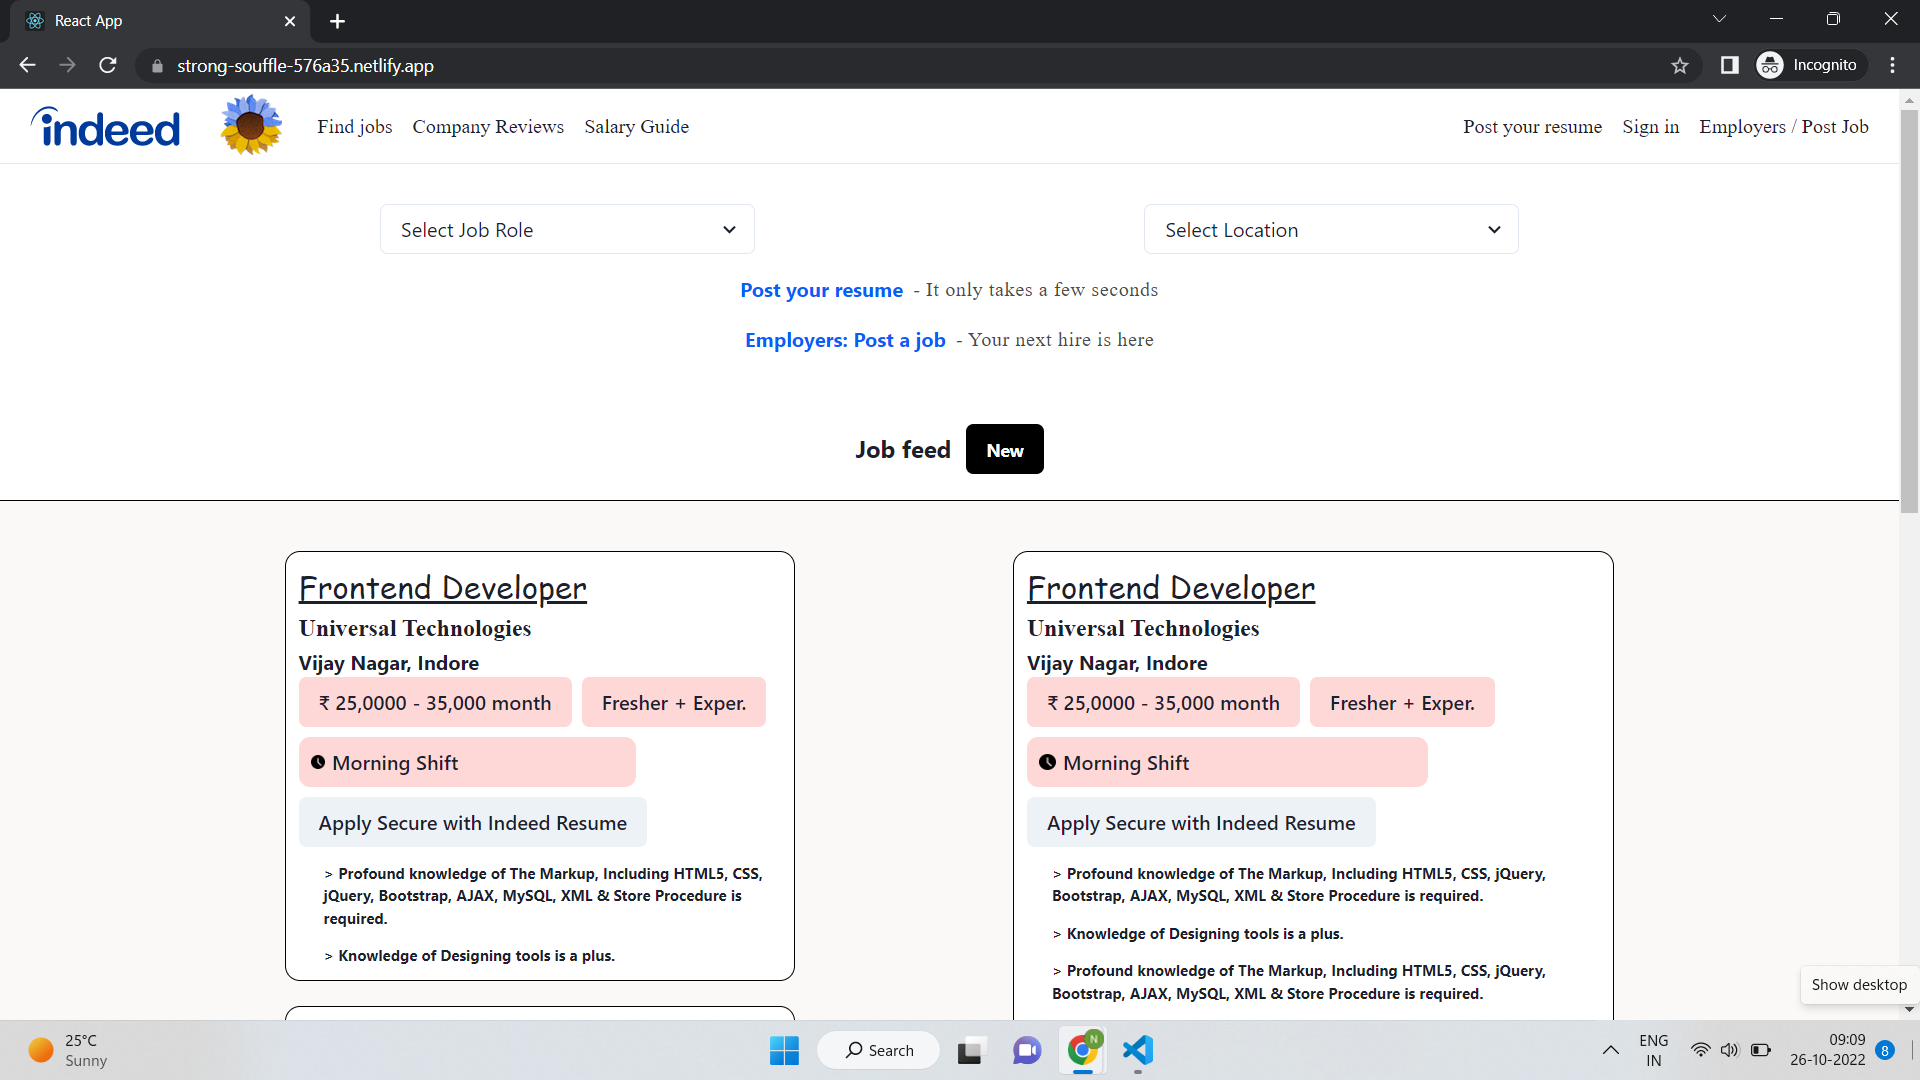 React App
strong-souffle-576a35.netlify.app
Incognito
indeed
Find jobs Company Reviews Salary Guide
Post your resume Sign in Employers / Post Job
Select Job Role
Select Location
Post your resume - It only takes a few seconds
Employers: Post a job - Your next hire is here
Job feed New
Frontend Developer
Universal Technologies
Vijay Nagar, Indore
₹ 25,0000 - 35,000 month Fresher + Exper.
Morning Shift
Apply Secure with Indeed Resume
> Profound knowledge of The Markup, Including HTML5, CSS,
jQuery, Bootstrap, AJAX, MySQL, XML & Store Procedure is
required.
> Knowledge of Designing tools is a plus.
Frontend Developer
Universal Technologies
Vijay Nagar, Indore
₹ 25,0000 - 35,000 month Fresher + Exper.
Morning Shift
Apply Secure with Indeed Resume
> Profound knowledge of The Markup, Including HTML5, CSS, jQuery,
Bootstrap, AJAX, MySQL, XML & Store Procedure is required.
> Knowledge of Designing tools is a plus.
> Profound knowledge of The Markup, Including HTML5, CSS, jQuery,
Bootstrap, AJAX, MySQL, XML & Store Procedure is required.
Show desktop
25°C
Sunny
Search
N
ENG
IN
09:09
26-10-2022
8